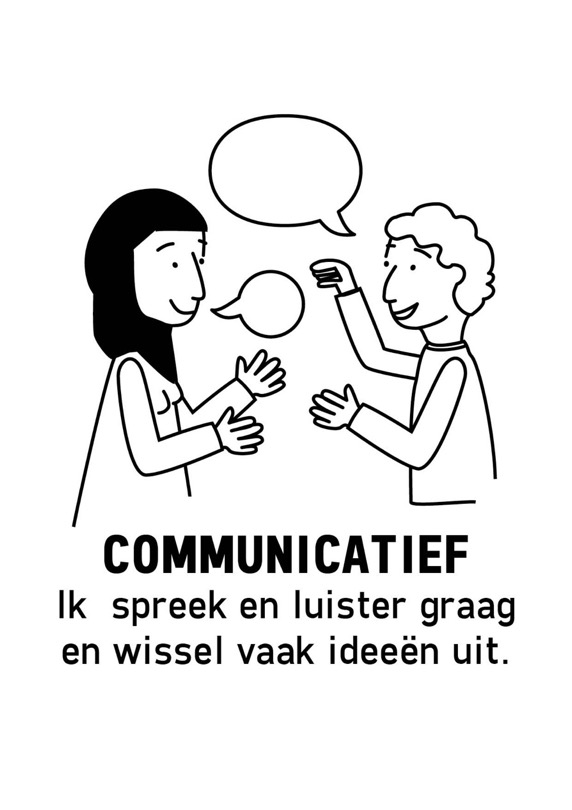 COMMUNICATIEF
Ik  spreek en luister graag
en wissel vaak ideeën uit.